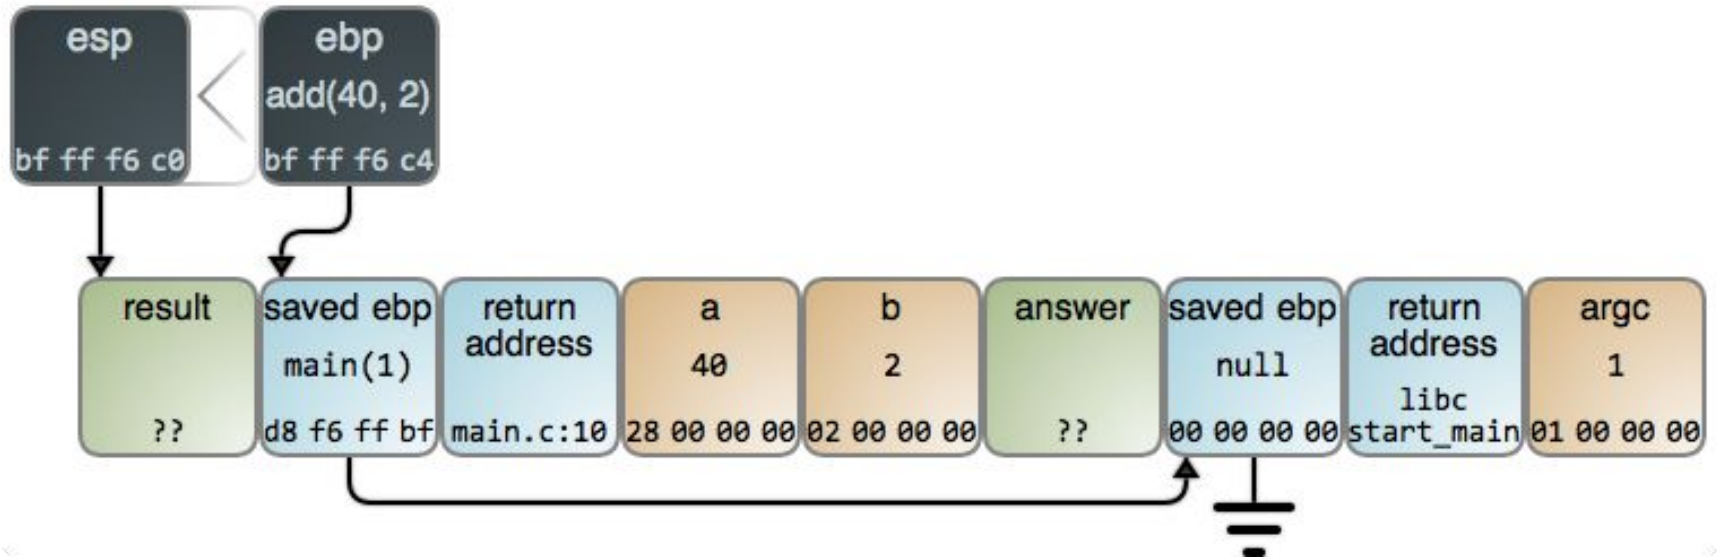 esp
bf ff f6 c0
ebp
add(40, 2)
bf ff f6 c4
result
??
saved ebp
main(1)
d8 f6 ff bf
return
address
main.c:10
a
40
28 00 00 00
b
2
02 00 00 00
answer
??
saved ebp
null
00 00 00 00
return
address
libc
start_main
argc
1
01 00 00 00